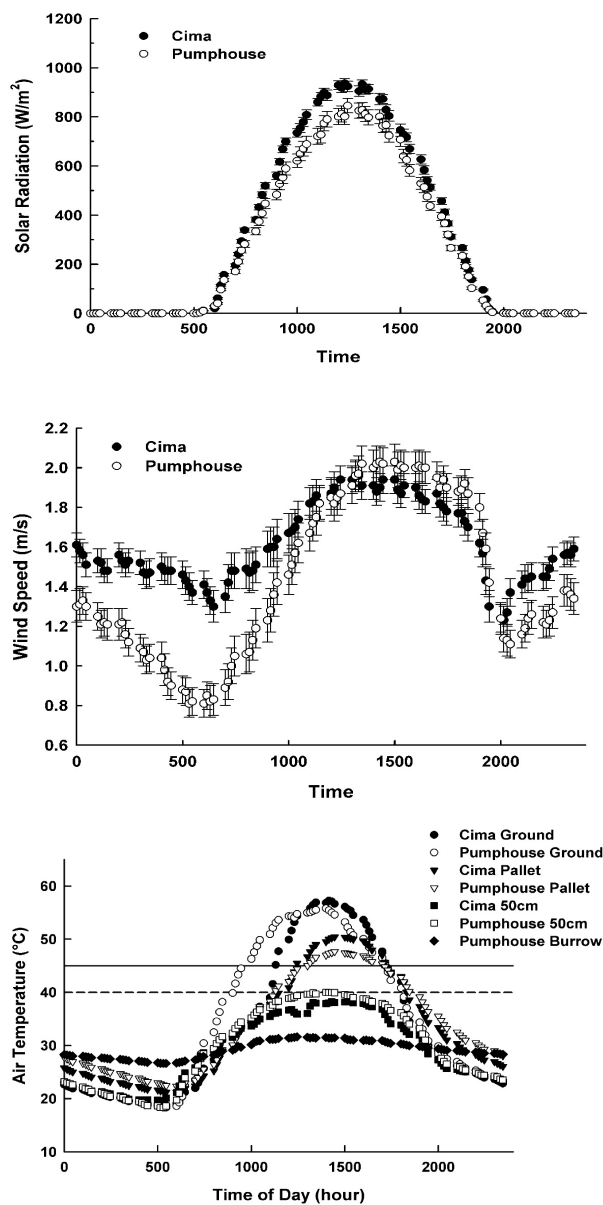 1200
1000
800
600
400
200
0
Solar Radiation (W/m²)
Cima
Pumphouse
0 500 1000 1500 2000
Time
2.2
2.0
1.8
1.6
1.4
1.2
1.0
0.8
0.6
Wind Speed (m/s)
Cima
Pumphouse
0 500 1000 1500 2000
Time
Cima Ground
Pumphouse Ground
Cima Pallet
Pumphouse Pallet
Cima 50cm
Pumphouse 50cm
Pumphouse Burrow
60
50
40
30
20
10
Air Temperature (°C)
0 500 1000 1500 2000
Time of Day (hour)